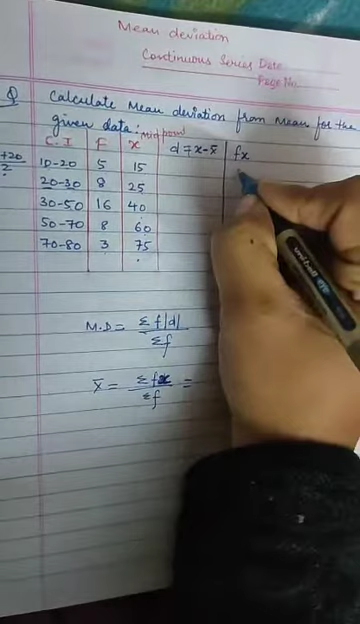 Mean deviation
Continuous Series
Date
Page No.
Q Calculate Mean deviation from Mean for the
given data:
C.I F x mid point d = x-x̄ fx
+20
2
10-20 5 15
20-30 8 25
30-50 16 40
50-70 8 60
70-80 3 75
M.D = Σf|d|
Σf
x̄ = Σfx =
Σf
uniball